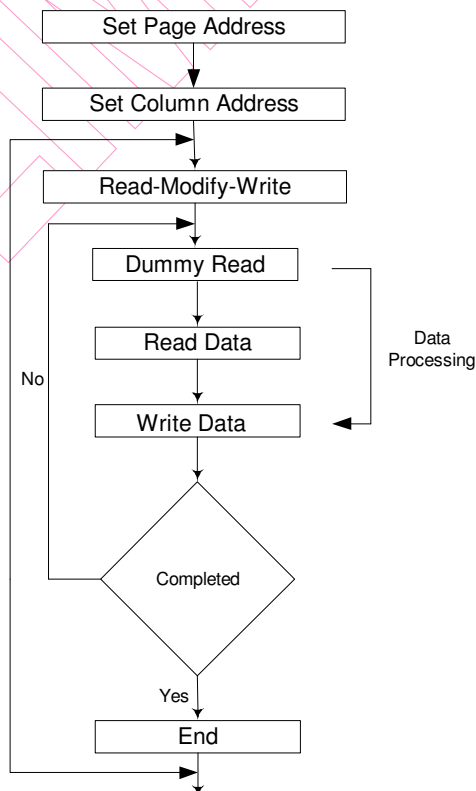 Set Page Address
Set Column Address
Read-Modify-Write
Dummy Read
Read Data
Data
Processing
No
Write Data
Completed
Yes
End